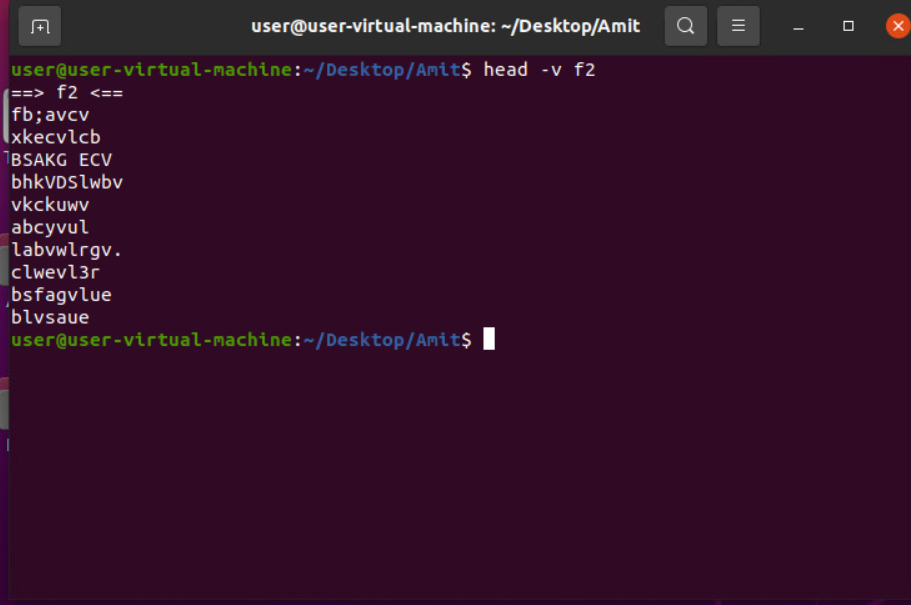 user@user-virtual-machine: ~/Desktop/Amit
user@user-virtual-machine:~/Desktop/Amit$ head -v f2
==> f2 <==
fb;avcv
xkecvlcb
BSAKG ECV
bhkVDSlwbv
vkckuwv
abcyvul
labvwlrgv.
clwevl3r
bsfagvlue
blvsaue
user@user-virtual-machine:~/Desktop/Amit$